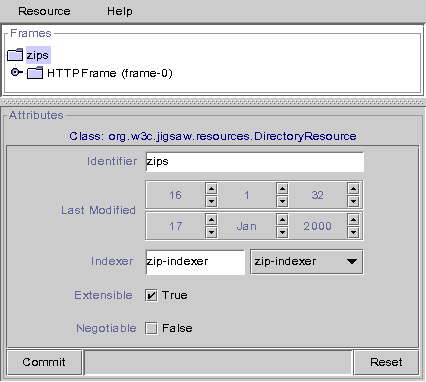 Resource Help
Frames
zips
HTTPFrame (frame-0)
Attributes
Class: org.w3c.jigsaw.resources.DirectoryResource
Identifier zips
16 1 32
Last Modified
17 Jan 2000
Indexer zip-indexer zip-indexer
Extensible True
Negotiable False
Commit Reset